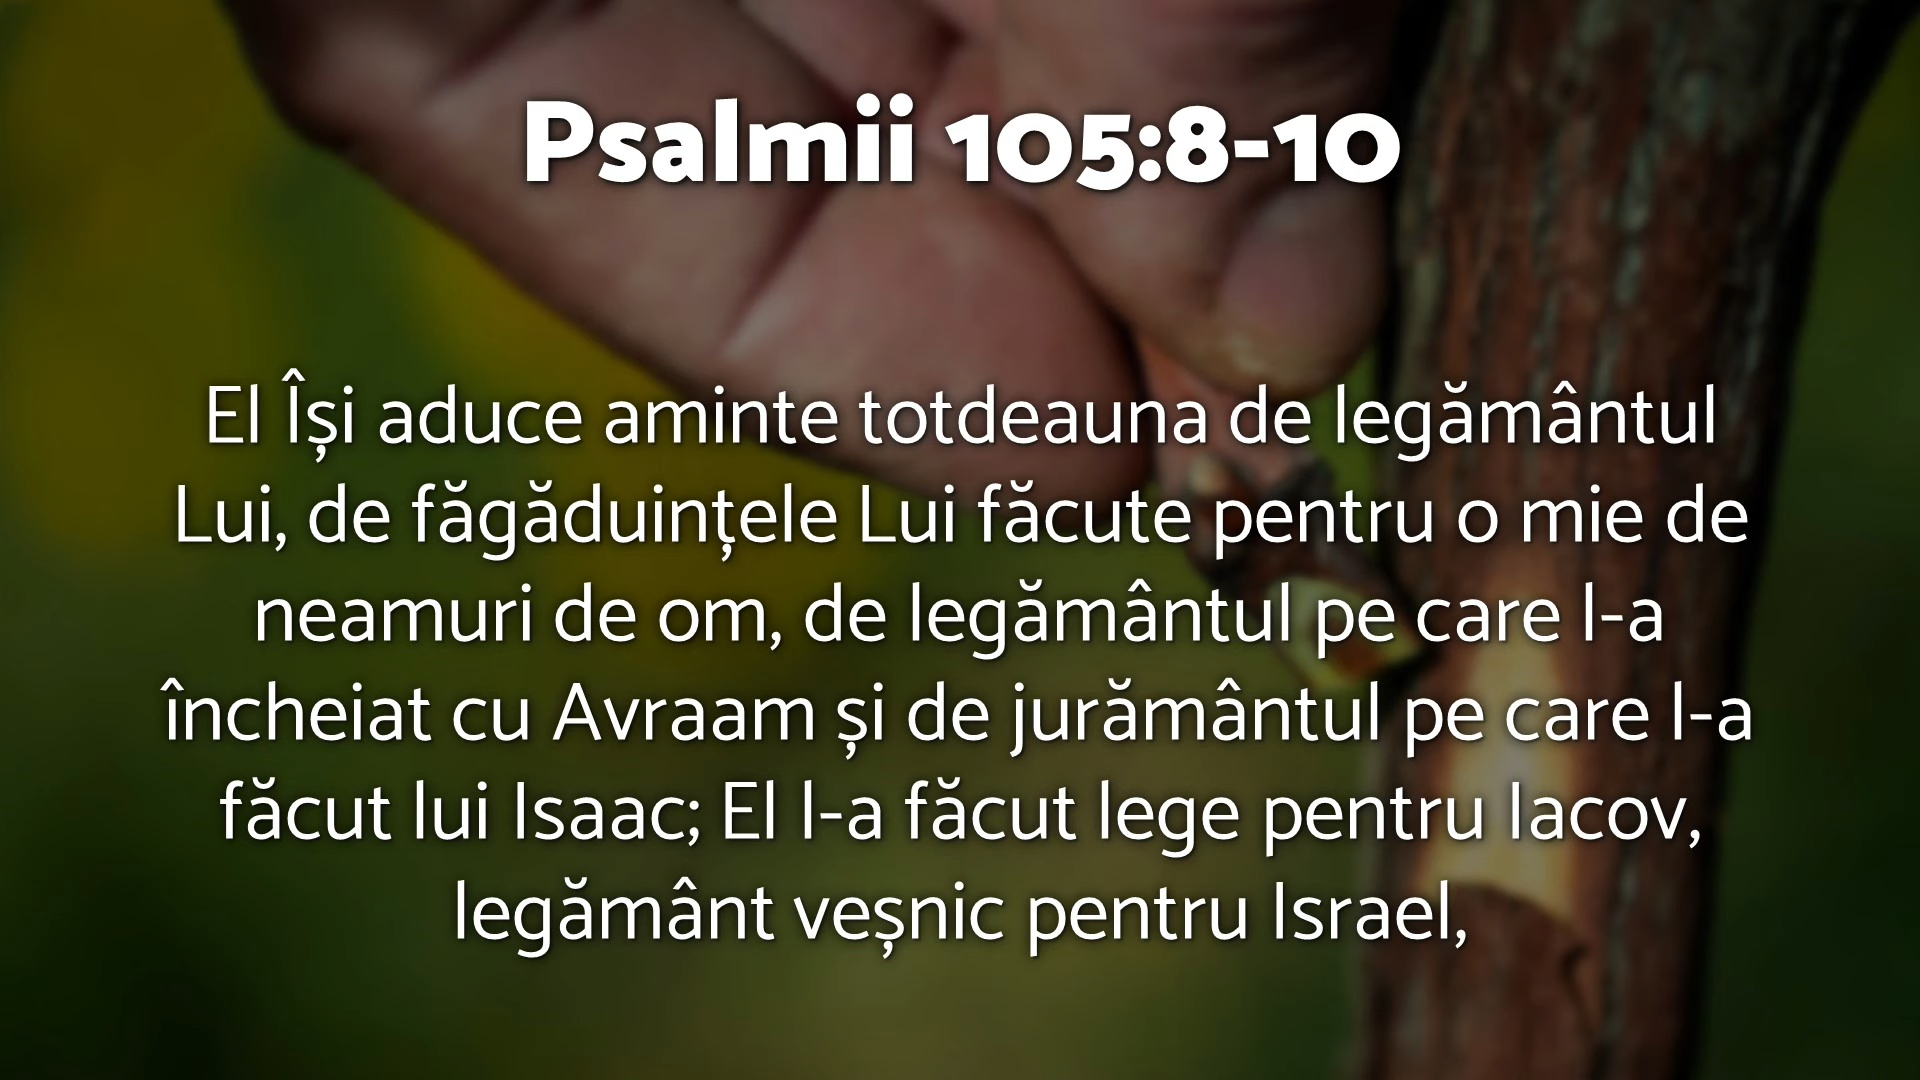 Psalmii 105:8-10
El Își aduce aminte totdeauna de legământul
Lui, de făgăduințele Lui făcute pentru o mie de
neamuri de om, de legământul pe care l-a
încheiat cu Avraam și de jurământul pe care l-a
făcut lui Isaac; El l-a făcut lege pentru Iacov,
legământ veșnic pentru Israel,